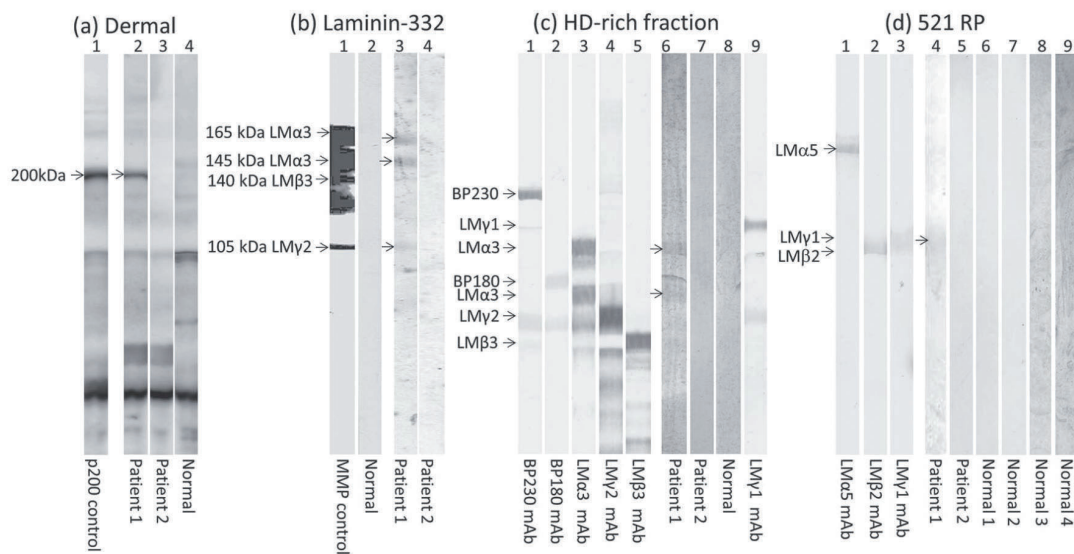 (a) Dermal
1 2 3 4
200kDa
p200 control
Patient 1
Patient 2
Normal
(b) Laminin-332
1 2 3 4
165 kDa LMα3
145 kDa LMα3
140 kDa LMβ3
105 kDa LMγ2
MMP control
Normal
Patient 1
Patient 2
(c) HD-rich fraction
1 2 3 4 5 6 7 8 9
BP230
LMγ1
LMα3
BP180
LMα3
LMγ2
LMβ3
BP230 mAb
BP180 mAb
LMα3 mAb
LMγ2 mAb
LMβ3 mAb
Patient 1
Patient 2
Normal
LMγ1 mAb
(d) 521 RP
1 2 3 4 5 6 7 8 9
LMα5
LMγ1
LMβ2
LMα5 mAb
LMβ2 mAb
LMγ1 mAb
Patient 1
Patient 2
Normal 1
Normal 2
Normal 3
Normal 4